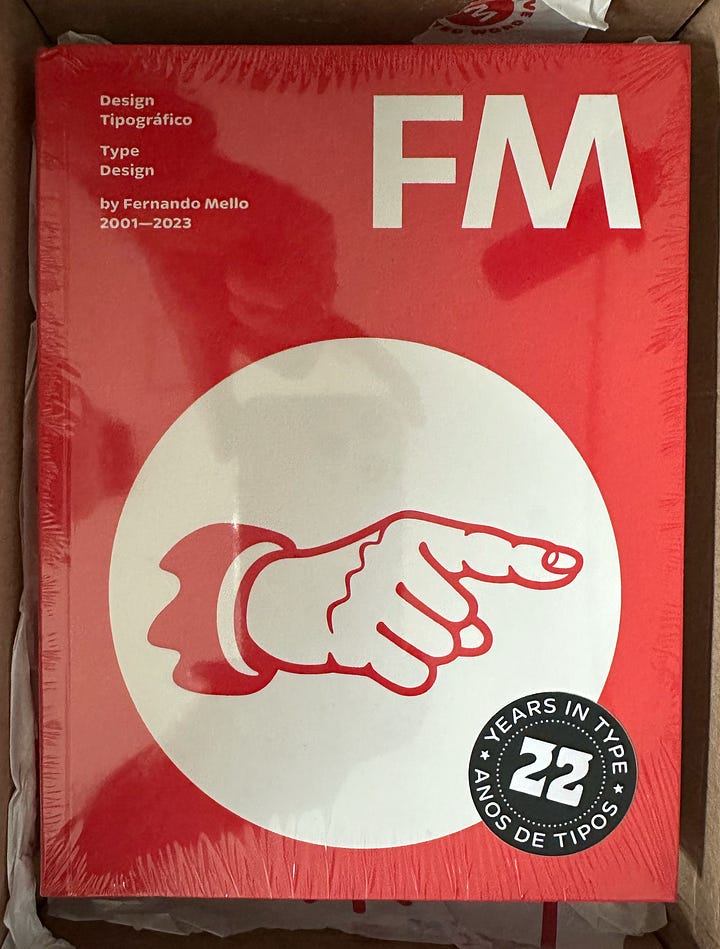 Design
Tipográfico
Type
Design
by Fernando Mello
2001—2023
FM
YEARS IN TYPE
22
ANOS DE TIPOS